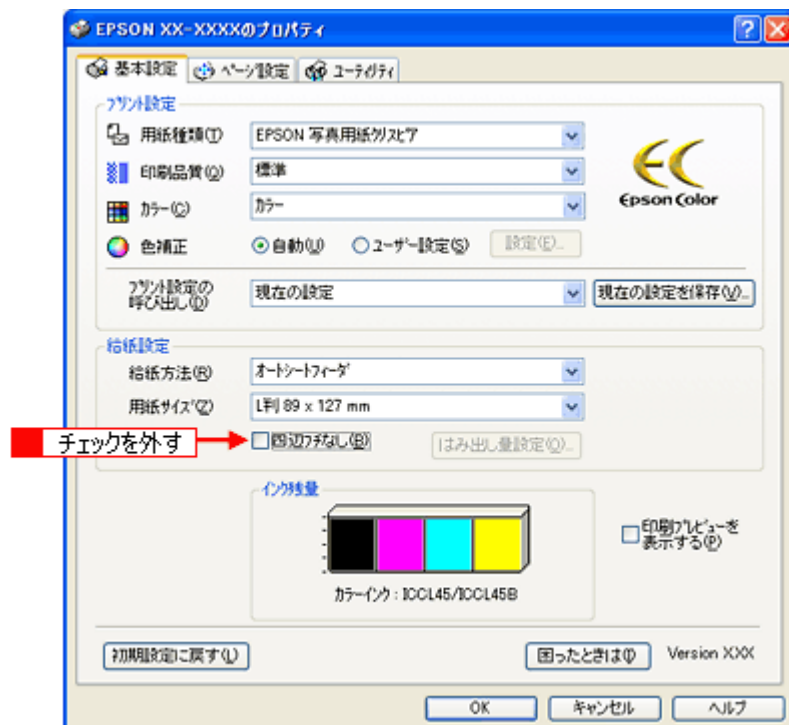 EPSON XX-XXXXのプロパティ
基本設定 ページ設定 ユーティリティ
プリント設定
用紙種類(T) EPSON 写真用紙クリスピア
印刷品質(Q) 標準
カラー(C) カラー
Epson Color
色補正 自動(U) ユーザー設定(S) 設定(E)...
プリント設定の
呼び出し(D) 現在の設定 現在の設定を保存(V)...
給紙設定
給紙方法(R) オートシートフィーダ
用紙サイズ(Z) L判 89 x 127 mm
チェックを外す 四辺フチなし(B) はみ出し量設定(O)...
インク残量
印刷プレビューを
表示する(P)
カラーインク : ICCL45/ICCL45B
初期設定に戻す(L) 困ったときは(I) Version XXX
OK キャンセル ヘルプ